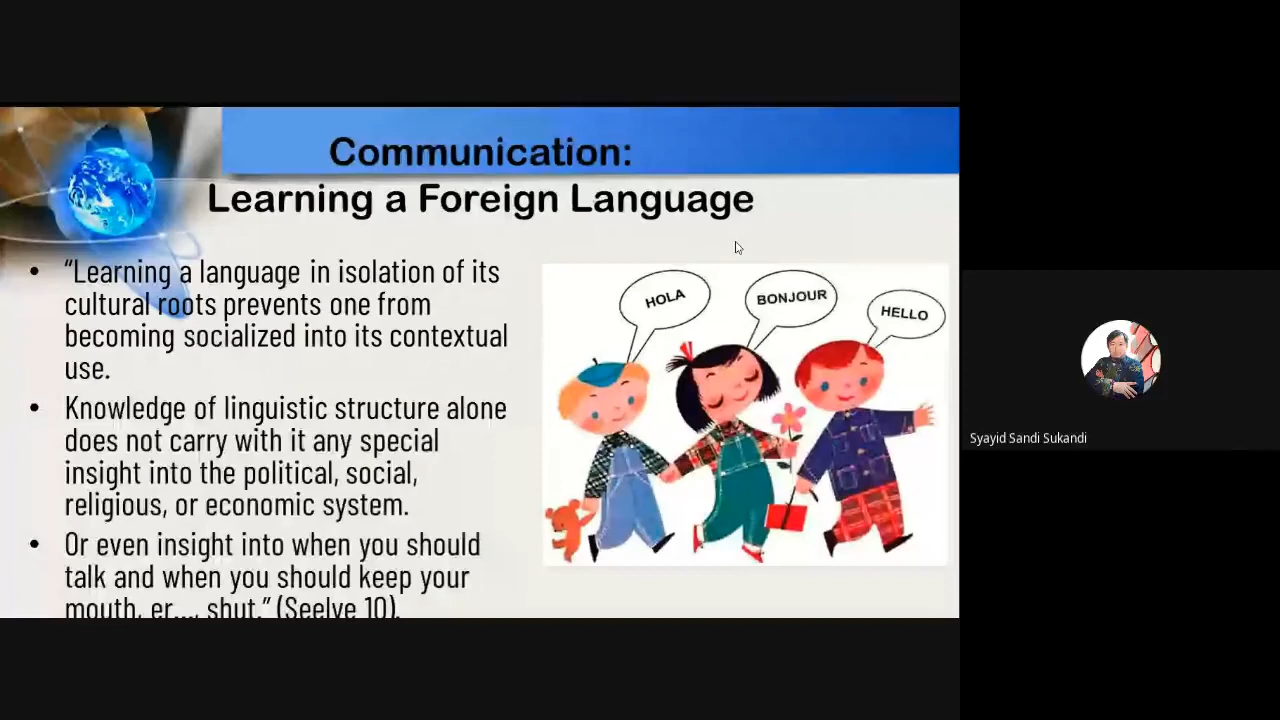 Communication:
Learning a Foreign Language
• “Learning a language in isolation of its
cultural roots prevents one from
becoming socialized into its contextual
use.
• Knowledge of linguistic structure alone
does not carry with it any special
insight into the political, social,
religious, or economic system.
• Or even insight into when you should
talk and when you should keep your
mouth, er..., shut.” (Seelye 10).
HOLA
BONJOUR
HELLO
Syayid Sandi Sukandi